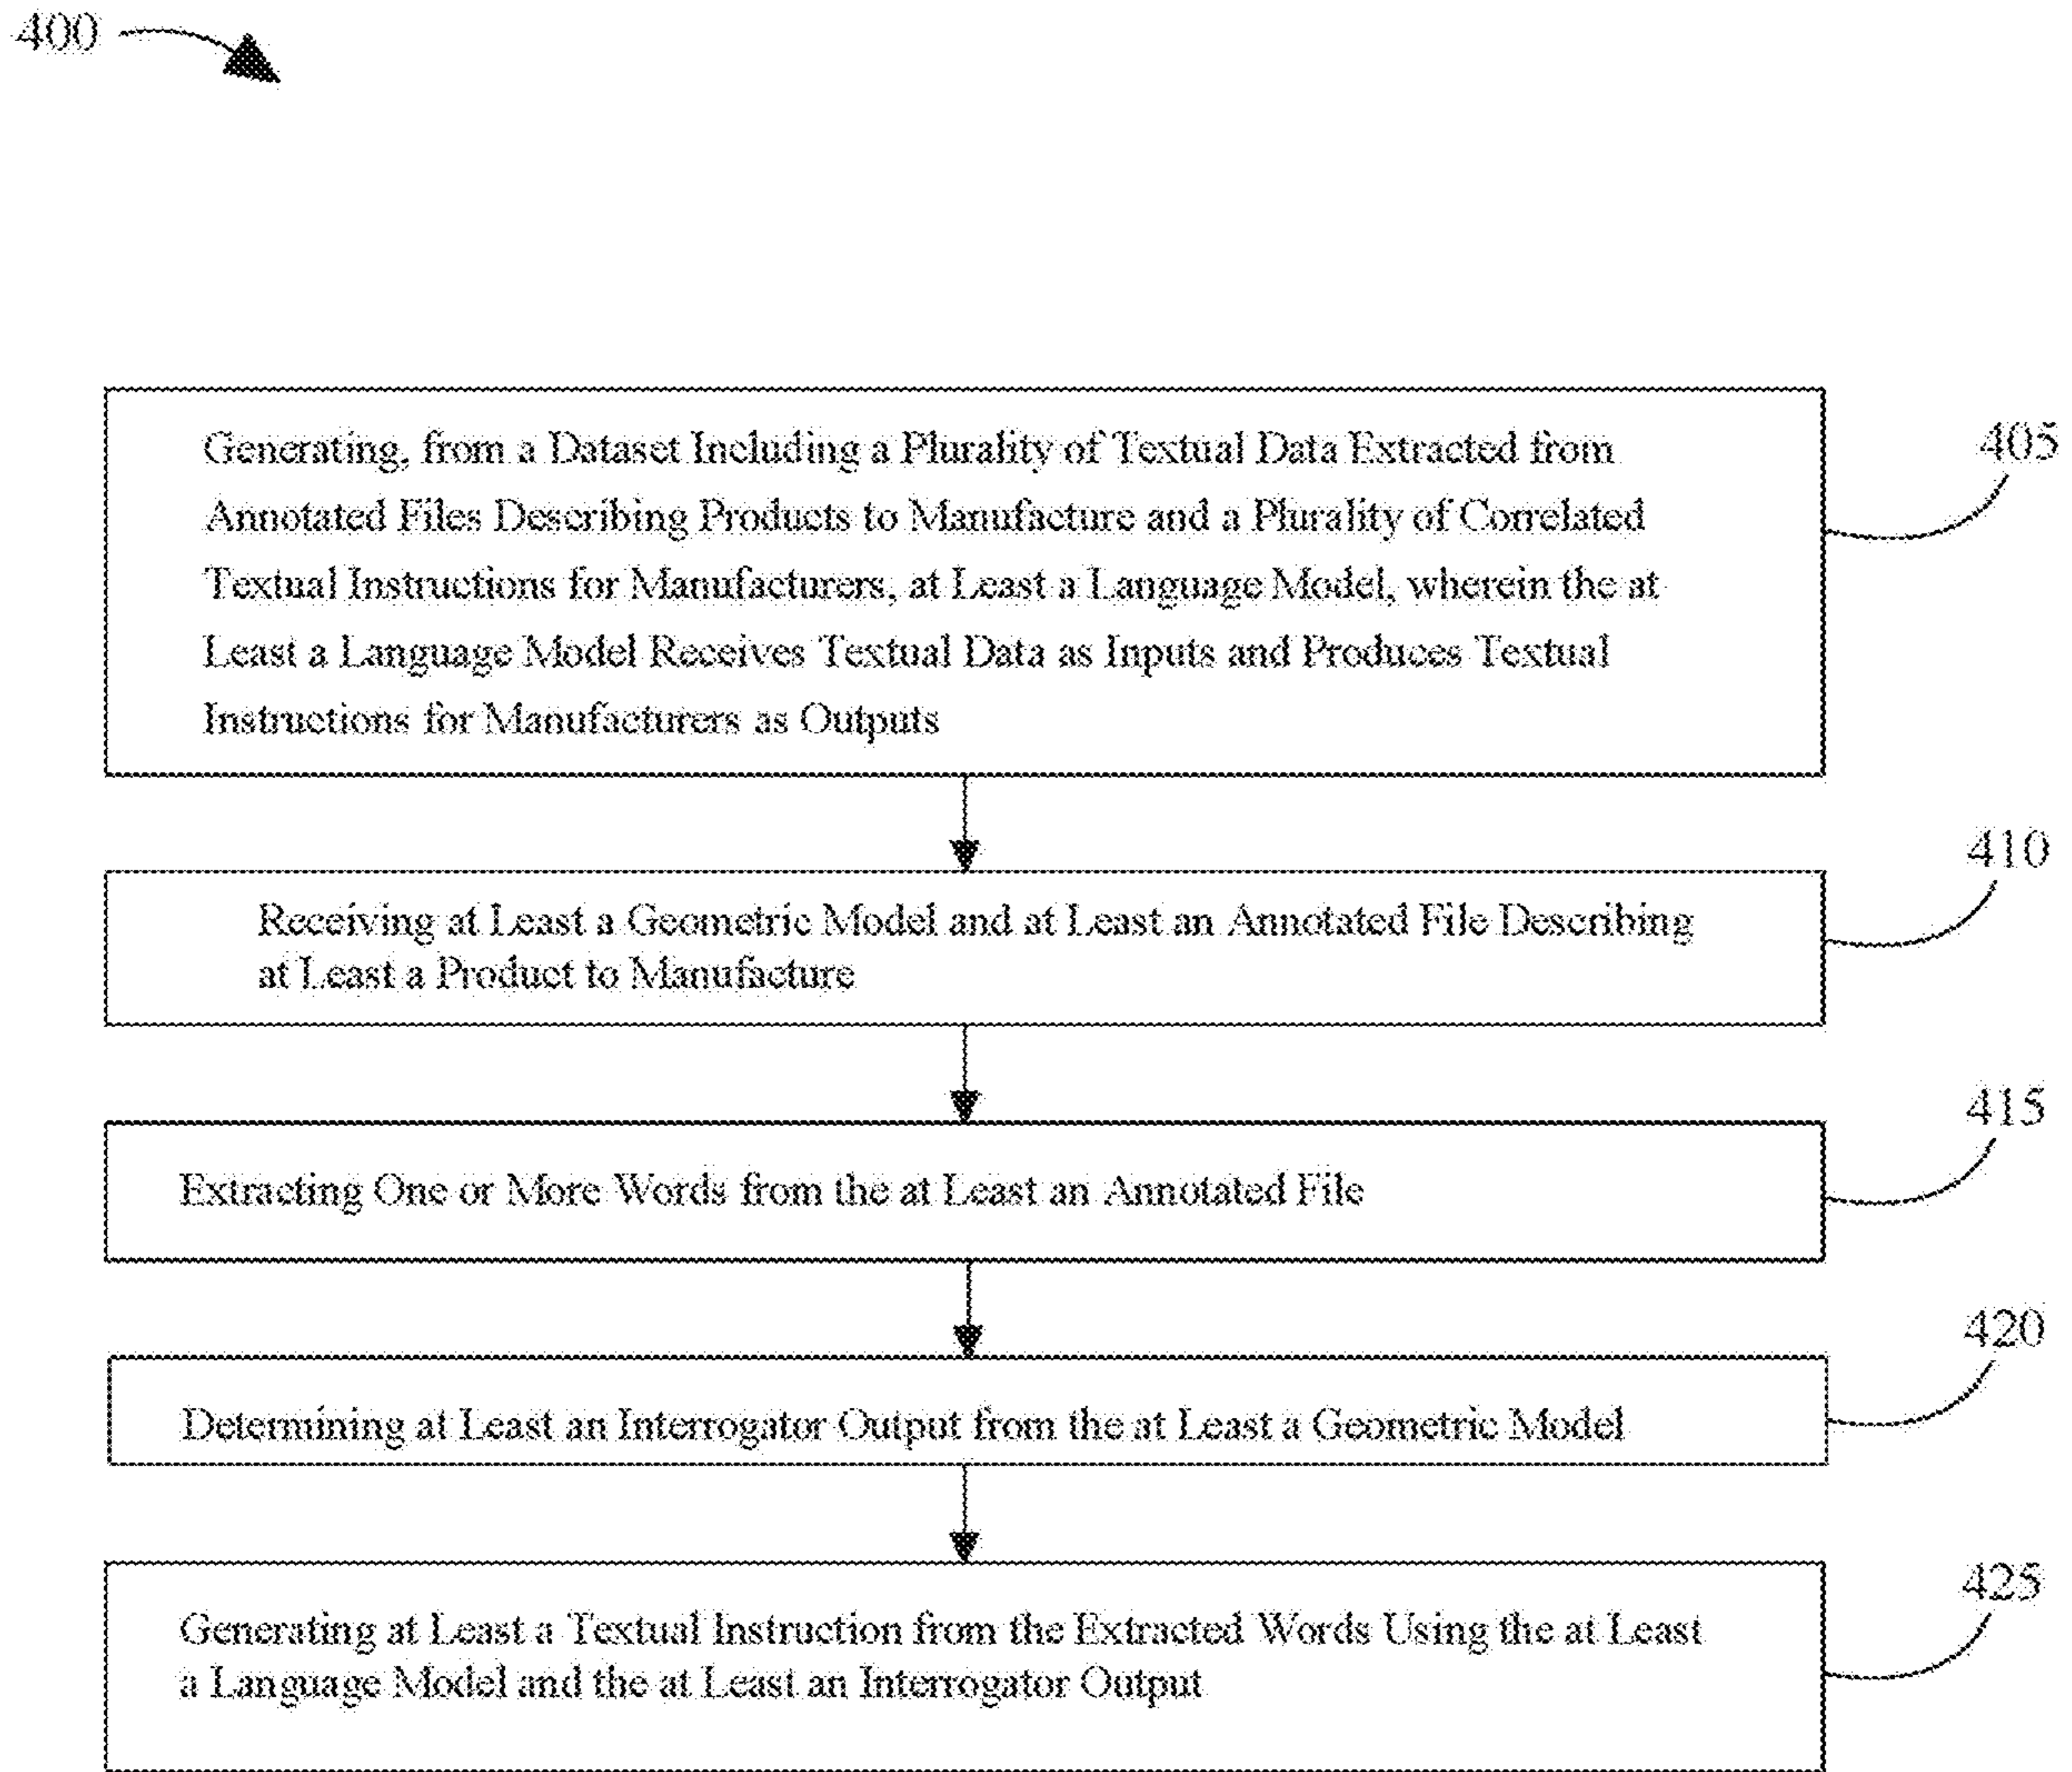 400
Generating, from a Dataset Including a Plurality of Textual Data Extracted from
Annotated Files Describing Products to Manufacture and a Plurality of Correlated
Textual Instructions for Manufacturers, at Least a Language Model, wherein the at
Least a Language Model Receives Textual Data as Inputs and Produces Textual
Instructions for Manufacturers as Outputs
405
Receiving at Least a Geometric Model and at Least an Annotated File Describing
at Least a Product to Manufacture
410
Extracting One or More Words from the at Least an Annotated File
415
Determining at Least an Interrogator Output from the at Least a Geometric Model
420
Generating at Least a Textual Instruction from the Extracted Words Using the at Least
a Language Model and the at Least an Interrogator Output
425